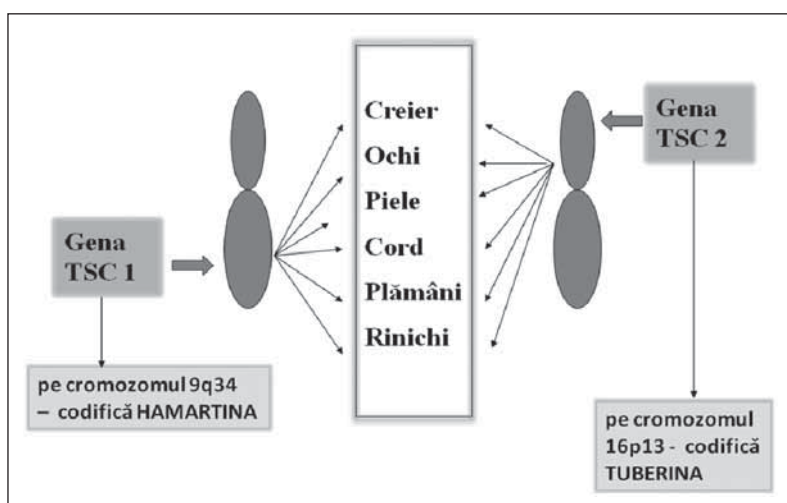 Creier
Ochi
Piele
Cord
Plămâni
Rinichi
Gena
TSC 1
pe cromozomul 9q34
– codifică HAMARTINA
Gena
TSC 2
pe cromozomul
16p13 - codifică
TUBERINA